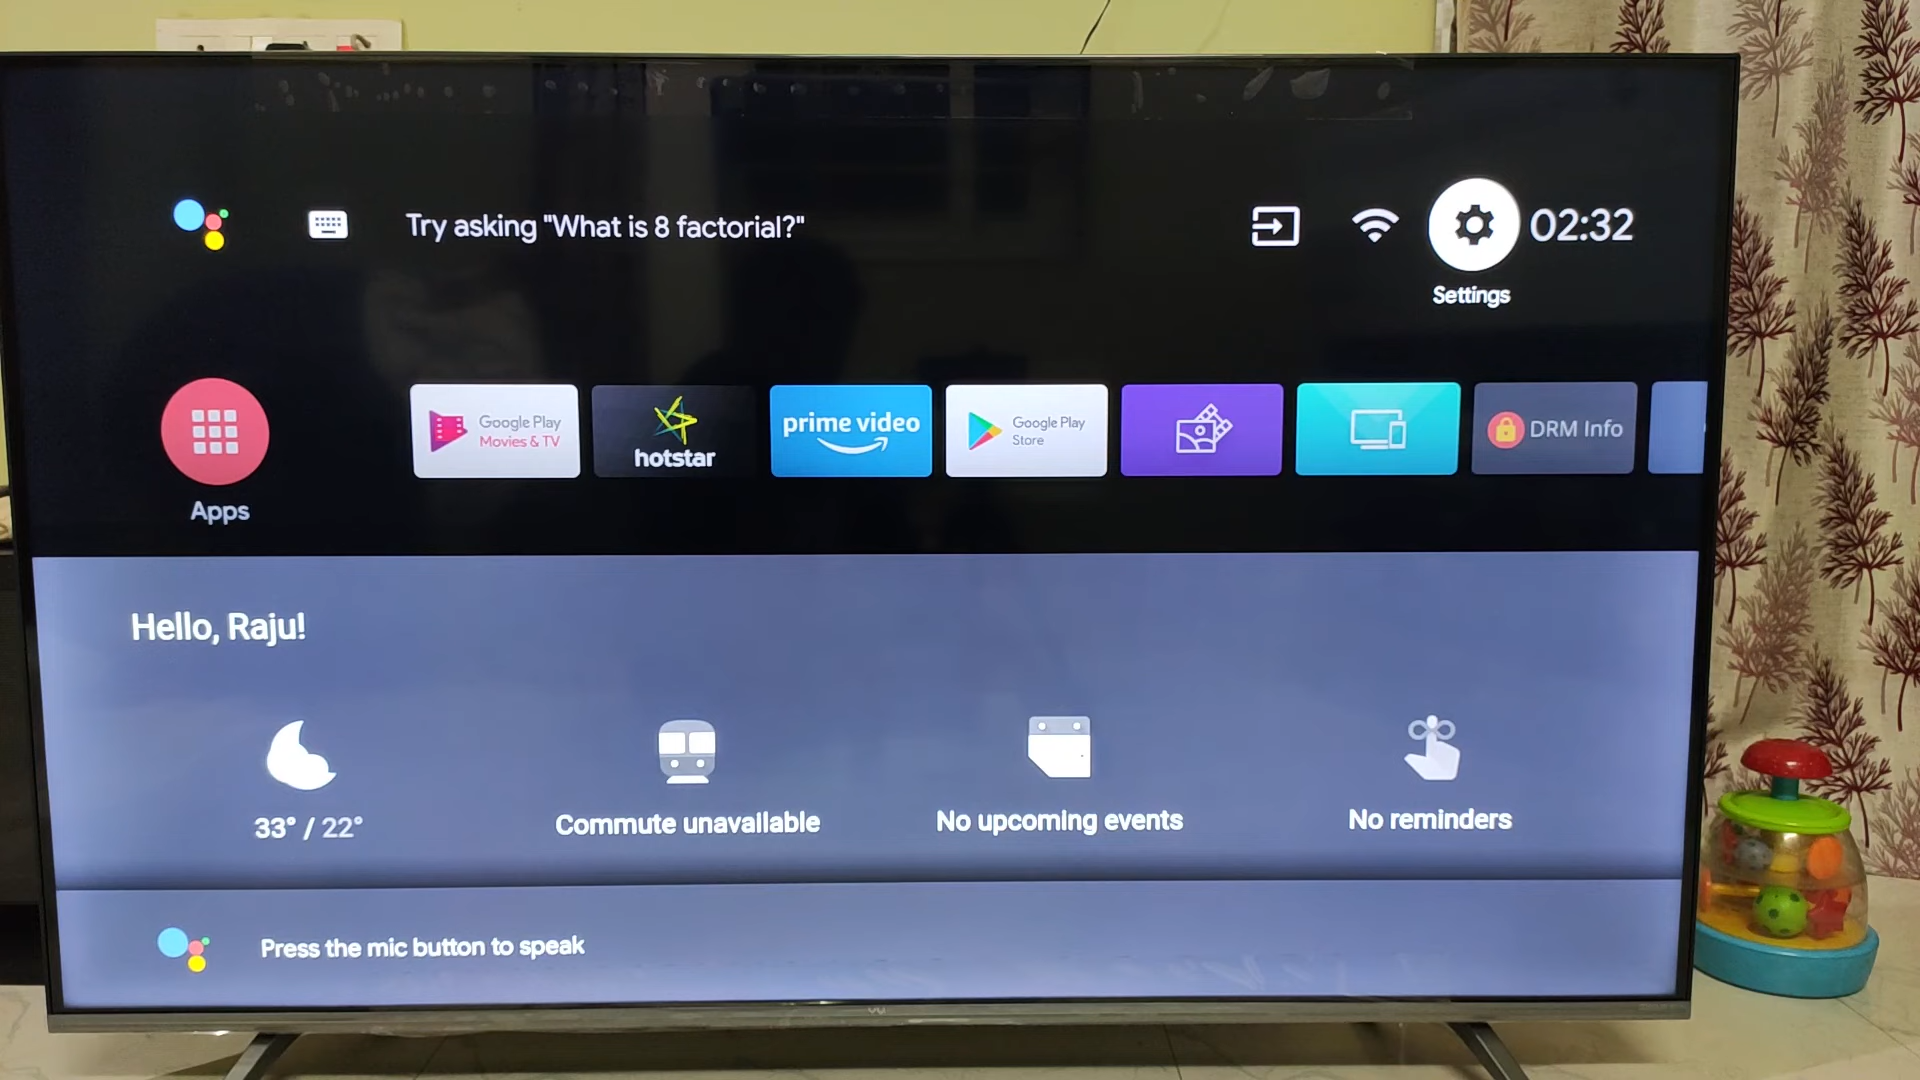 Try asking "What is 8 factorial?"
02:32
Settings
Google Play
Movies & TV
hotstar
prime video
Google Play
Store
DRM Info
Apps
Hello, Raju!
33° / 22°
Commute unavailable
No upcoming events
No reminders
Press the mic button to speak